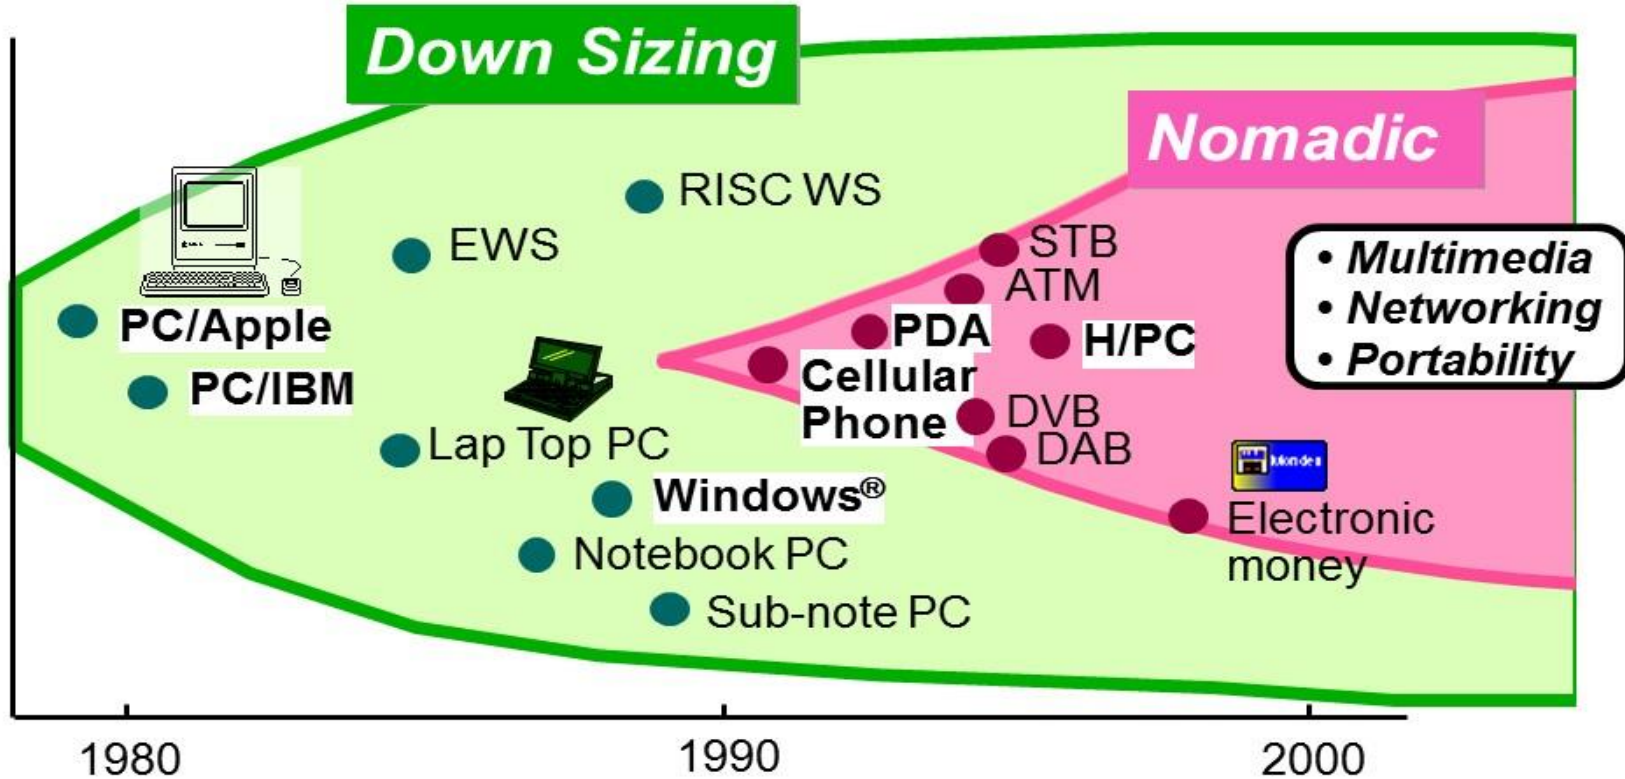 Down Sizing
Nomadic
RISC WS
EWS
STB
ATM
• Multimedia
• Networking
• Portability
PC/Apple
PDA
H/PC
PC/IBM
Cellular
Phone
DVB
DAB
Lap Top PC
Windows®
Electronic
money
Notebook PC
Sub-note PC
1980
1990
2000